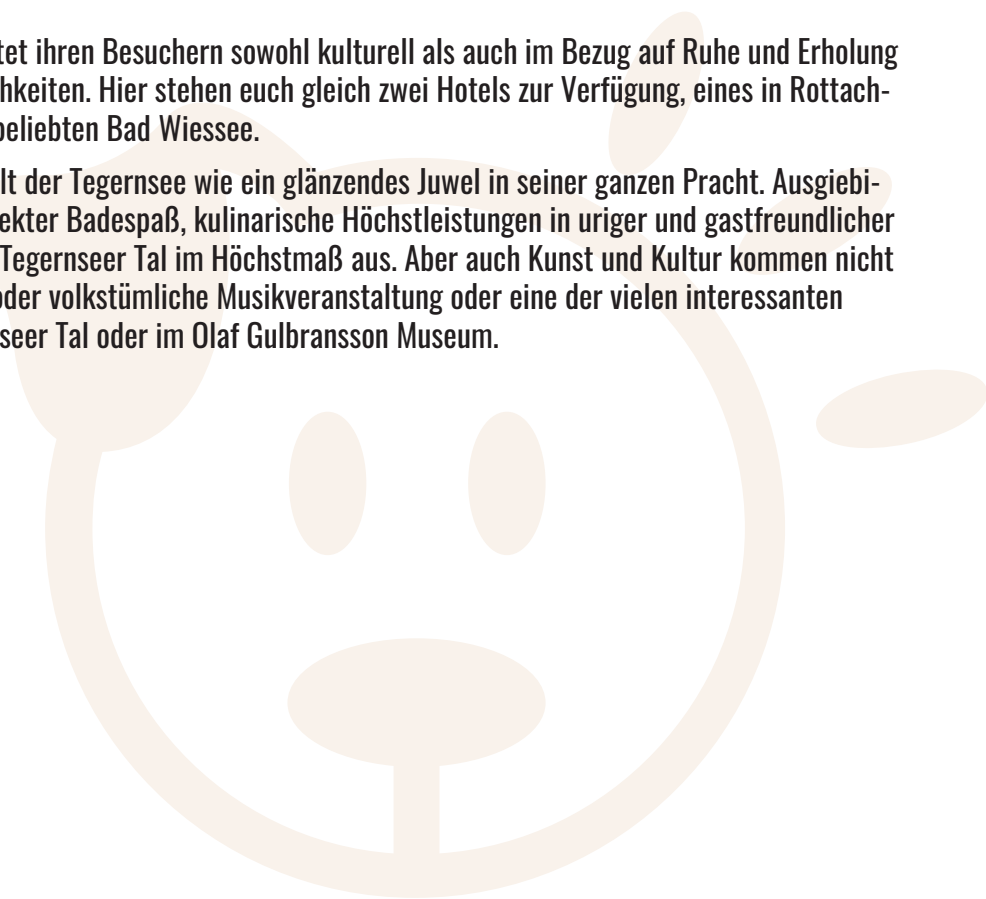 tet ihren Besuchern sowohl kulturell als auch im Bezug auf Ruhe und Erholung
hkeiten. Hier stehen euch gleich zwei Hotels zur Verfügung, eines in Rottach-
beliebten Bad Wiessee.
lt der Tegernsee wie ein glänzendes Juwel in seiner ganzen Pracht. Ausgiebi-
ekter Badespaß, kulinarische Höchstleistungen in uriger und gastfreundlicher
Tegernseer Tal im Höchstmaß aus. Aber auch Kunst und Kultur kommen nicht
oder volkstümliche Musikveranstaltung oder eine der vielen interessanten
seer Tal oder im Olaf Gulbransson Museum.